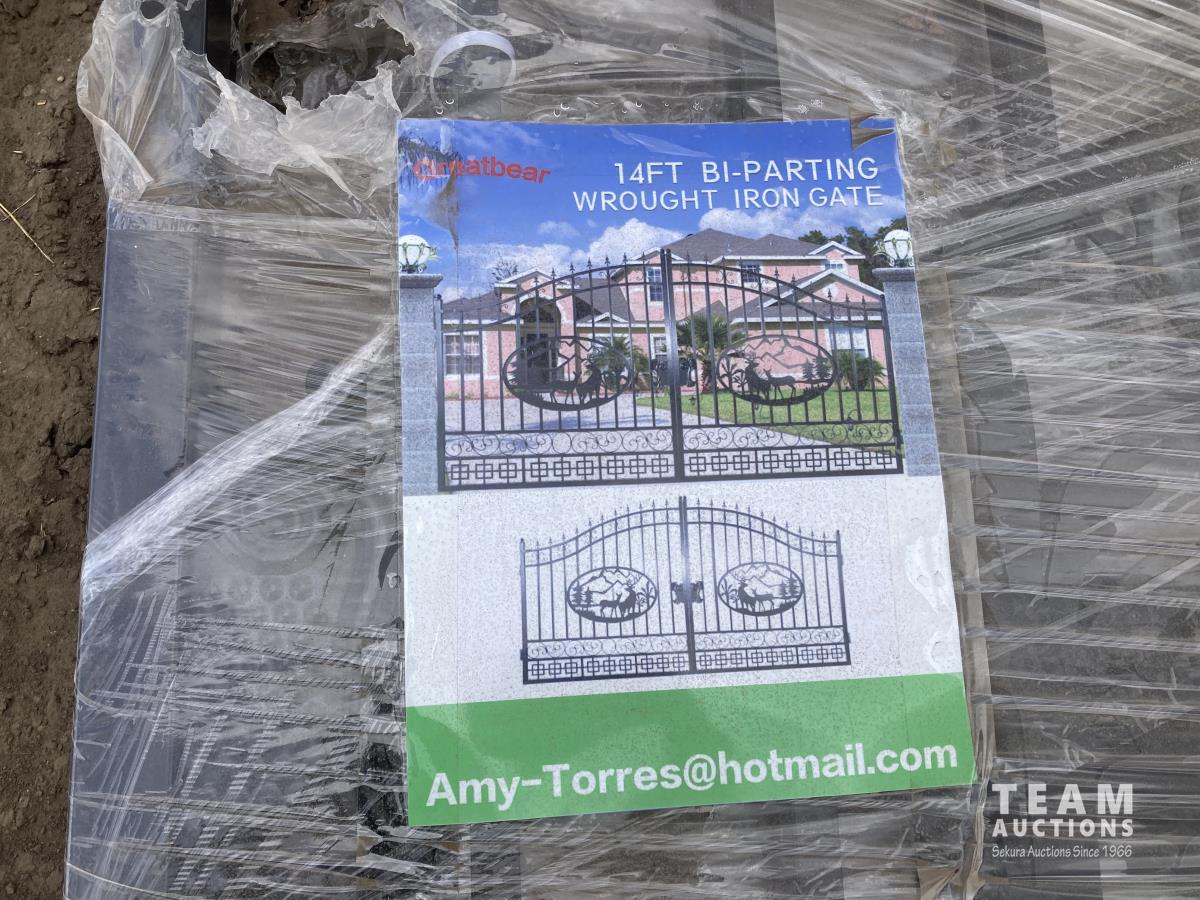 Greatbear
14FT BI-PARTING
WROUGHT IRON GATE
Amy-Torres@hotmail.com
TEAM
AUCTIONS
Sekura Auctions Since 1966